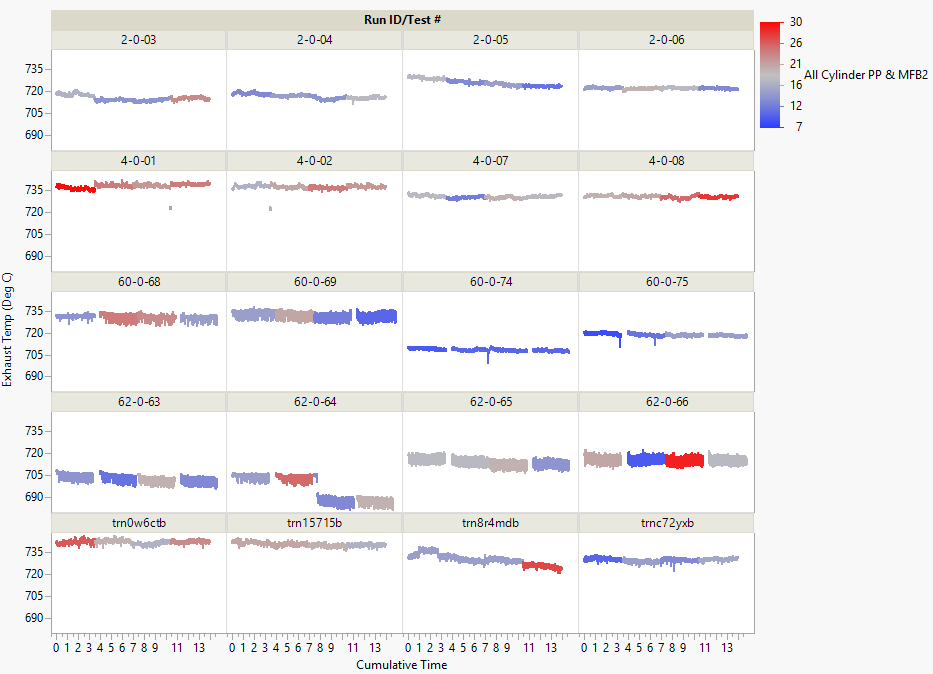 Run ID/Test #
2-0-03 2-0-04 2-0-05 2-0-06
735
720
705
690
4-0-01 4-0-02 4-0-07 4-0-08
735
720
705
690
60-0-68 60-0-69 60-0-74 60-0-75
735
720
705
690
62-0-63 62-0-64 62-0-65 62-0-66
735
720
705
690
trn0w6ctb trn15715b trn8r4mdb trnc72yxb
735
720
705
690
0 1 2 3 4 5 6 7 8 9 11 13 0 1 2 3 4 5 6 7 8 9 11 13 0 1 2 3 4 5 6 7 8 9 11 13 0 1 2 3 4 5 6 7 8 9 11 13
Cumulative Time
Exhaust Temp (Deg C)
All Cylinder PP & MFB2
30
26
21
16
12
7